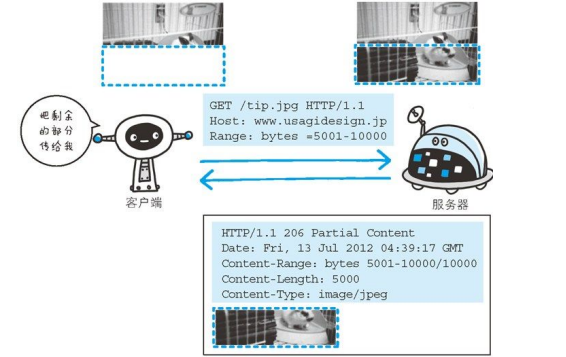 GET /tip.jpg HTTP/1.1
Host: www.usagidesign.jp
Range: bytes =5001-10000
把剩余
的部分
传给我
客户端
服务器
HTTP/1.1 206 Partial Content
Date: Fri, 13 Jul 2012 04:39:17 GMT
Content-Range: bytes 5001-10000/10000
Content-Length: 5000
Content-Type: image/jpeg